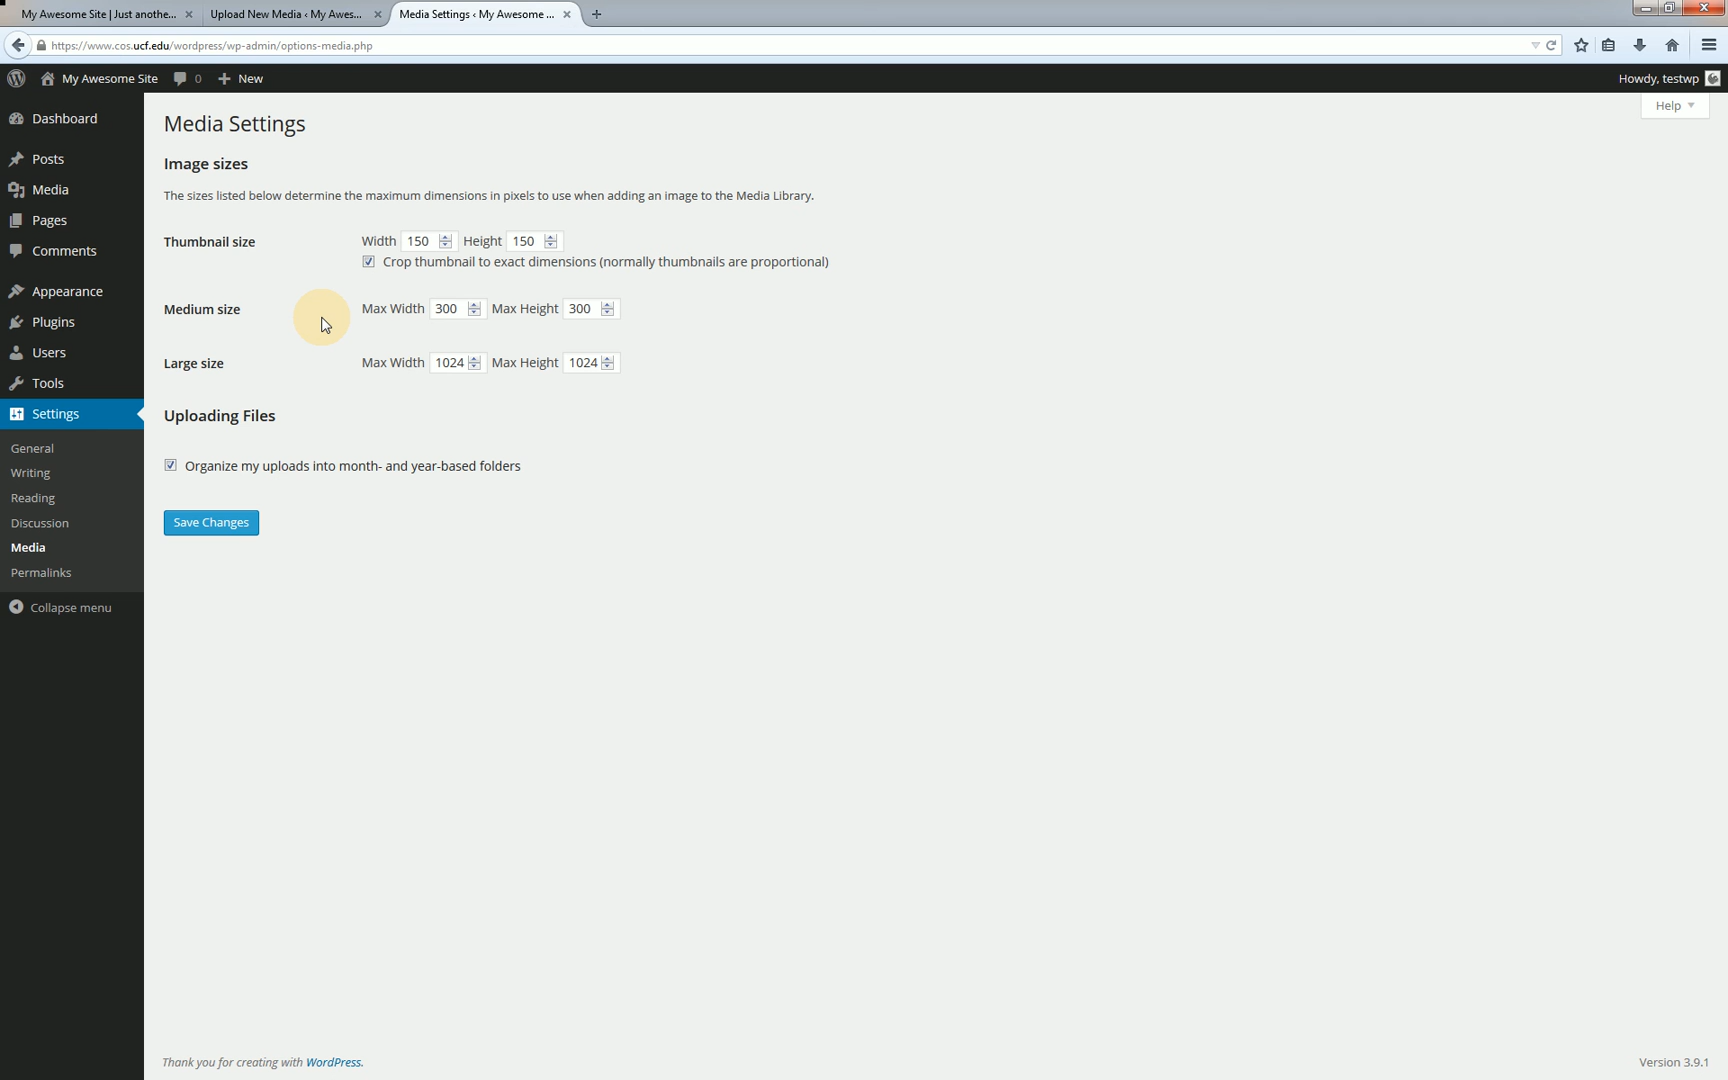 My Awesome Site | Just anothe...
Upload New Media ‹ My Awes...
Media Settings ‹ My Awesome ...
https://www.cos.ucf.edu/wordpress/wp-admin/options-media.php
My Awesome Site
0
New
Howdy, testwp
Help
Dashboard
Posts
Media
Pages
Comments
Appearance
Plugins
Users
Tools
Settings
General
Writing
Reading
Discussion
Media
Permalinks
Collapse menu
Media Settings
Image sizes
The sizes listed below determine the maximum dimensions in pixels to use when adding an image to the Media Library.
Thumbnail size Width 150 Height 150
Crop thumbnail to exact dimensions (normally thumbnails are proportional)
Medium size Max Width 300 Max Height 300
Large size Max Width 1024 Max Height 1024
Uploading Files
Organize my uploads into month- and year-based folders
Save Changes
Thank you for creating with WordPress.
Version 3.9.1